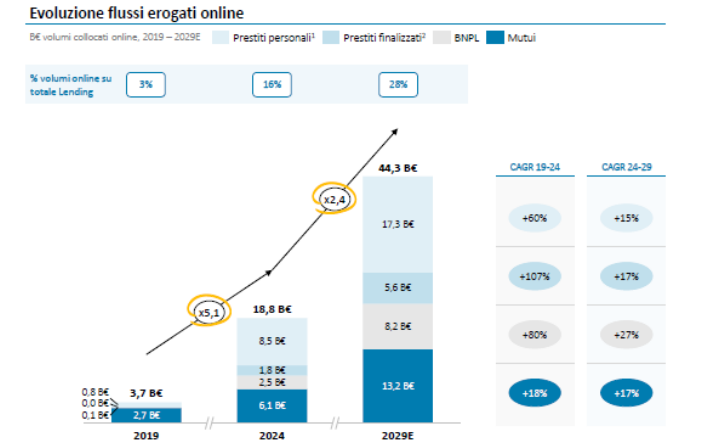 Evoluzione flussi erogati online
B€ volumi collocati online, 2019 – 2029E Prestiti personali¹ Prestiti finalizzati² BNPL Mutui
% volumi online su
totale Lending
3% 16% 28%
44,3 B€
CAGR 19-24 CAGR 24-29
x2,4
17,3 B€
+60% +15%
5,6 B€
+107% +17%
x5,1
18,8 B€
8,2 B€
8,5 B€
+80% +27%
1,8 B€
2,5 B€
13,2 B€
0,8 B€ 3,7 B€
+18% +17%
0,0 B€
6,1 B€
0,1 B€ 2,7 B€
2019 2024 2029E